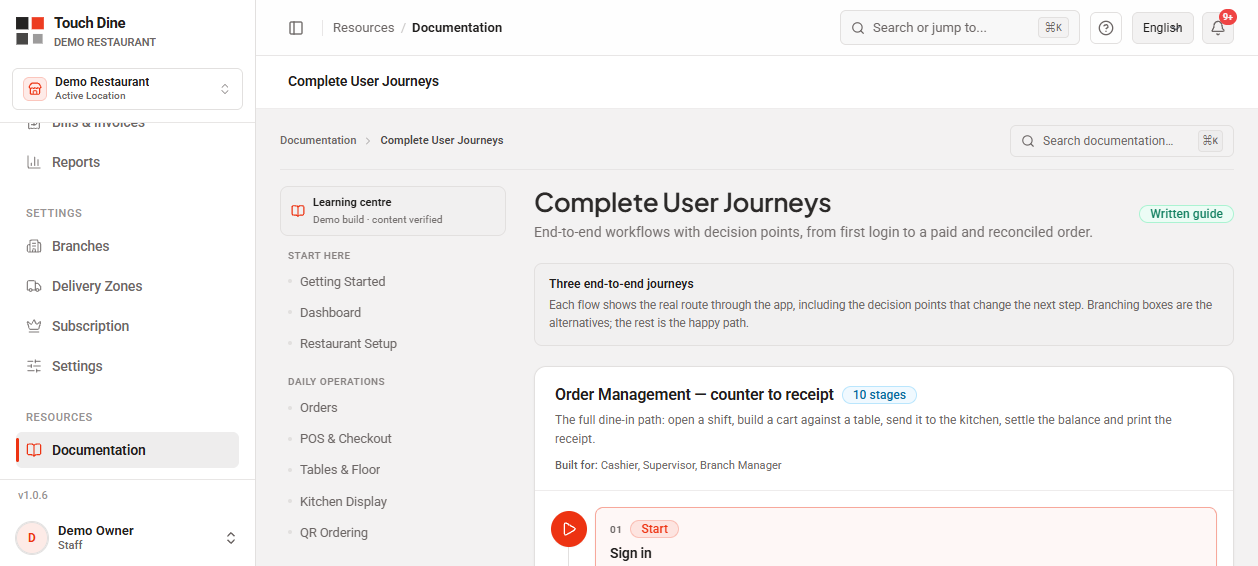 Touch Dine
DEMO RESTAURANT
Demo Restaurant
Active Location
Bills & Invoices
Reports
SETTINGS
Branches
Delivery Zones
Subscription
Settings
RESOURCES
Documentation
v1.0.6
D
Demo Owner
Staff
Resources / Documentation
Search or jump to...
⌘K
English
9+
Complete User Journeys
Documentation > Complete User Journeys
Search documentation...
⌘K
Learning centre
Demo build · content verified
START HERE
Getting Started
Dashboard
Restaurant Setup
DAILY OPERATIONS
Orders
POS & Checkout
Tables & Floor
Kitchen Display
QR Ordering
Complete User Journeys
Written guide
End-to-end workflows with decision points, from first login to a paid and reconciled order.
Three end-to-end journeys
Each flow shows the real route through the app, including the decision points that change the next step. Branching boxes are the
alternatives; the rest is the happy path.
Order Management — counter to receipt
10 stages
The full dine-in path: open a shift, build a cart against a table, send it to the kitchen, settle the balance and print the
receipt.
Built for: Cashier, Supervisor, Branch Manager
01
Start
Sign in